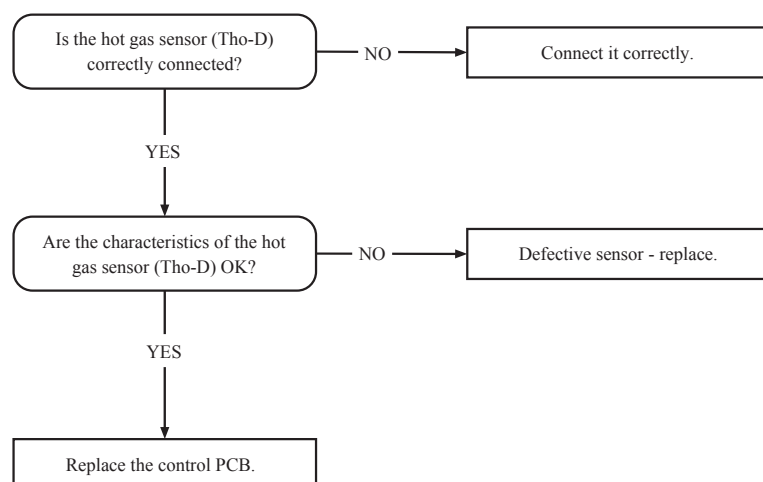 Is the hot gas sensor (Tho-D)
correctly connected?
NO
Connect it correctly.
YES
Are the characteristics of the hot
gas sensor (Tho-D) OK?
NO
Defective sensor - replace.
YES
Replace the control PCB.